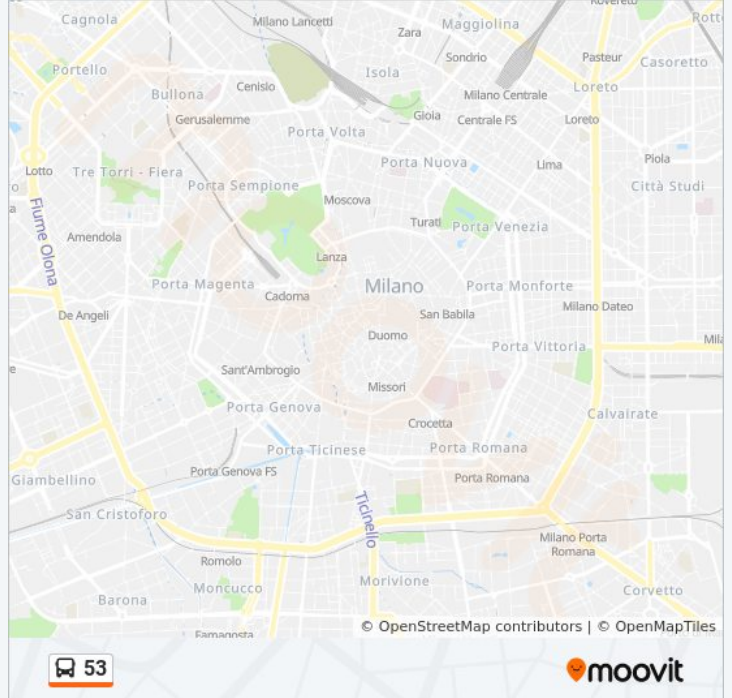 Rovereto
Cagnola
Milano Lancetti
Maggiolina
Zara
Sondrio
Pasteur
Casoretto
Portello
Isola
Bullona
Cenisio
Milano Centrale
Loreto
Gerusalemme
Gioia
Centrale FS
Loreto
Porta Volta
Lotto
Tre Torri - Fiera
Porta Nuova
Lima
Piola
Porta Sempione
Città Studi
Moscova
Fiume Olona
Turati
Porta Venezia
Amendola
Lanza
Porta Magenta
Cadorna
Milano
Porta Monforte
De Angeli
San Babila
Milano Dateo
Duomo
Porta Vittoria
Sant'Ambrogio
Missori
Porta Genova
Crocetta
Calvairate
Porta Ticinese
Porta Romana
Giambellino
Porta Genova FS
Porta Romana
San Cristoforo
Ticinello
Milano Porta
Romana
Romolo
Moncucco
Morivione
Corvetto
Barona
Famagosta
© OpenStreetMap contributors | © OpenMapTiles
53
moovit